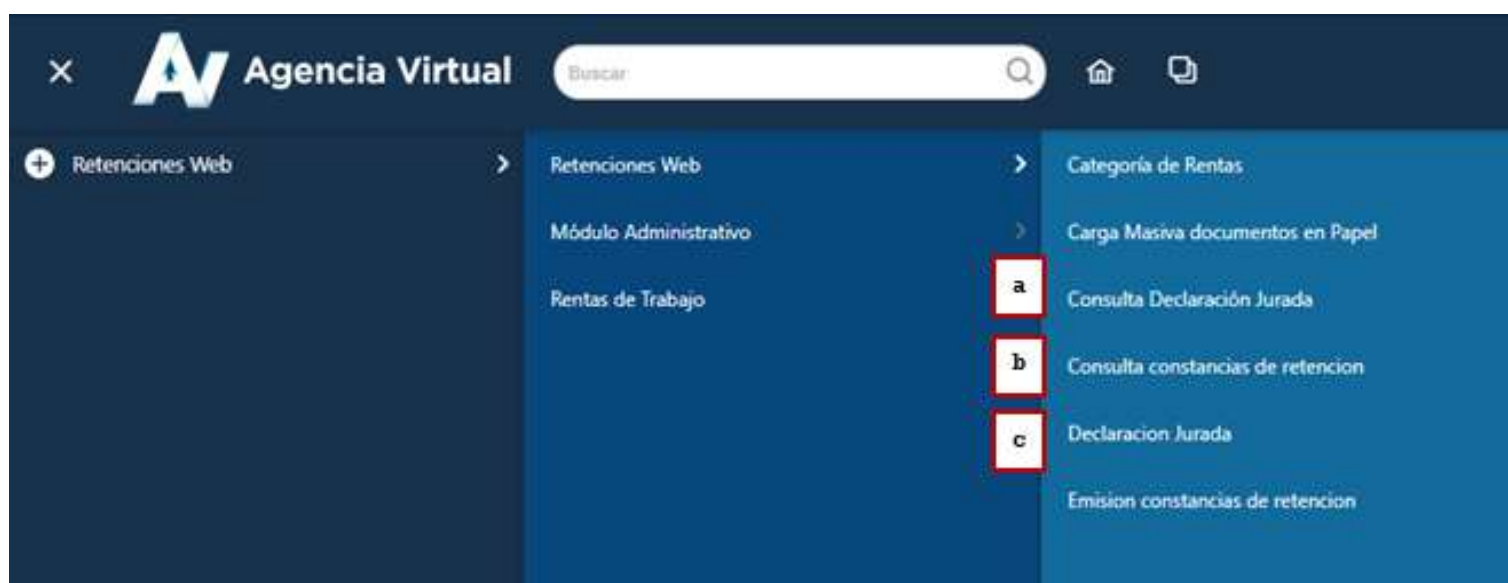 × AV Agencia Virtual Buscar
Retenciones Web
Retenciones Web
Módulo Administrativo
Rentas de Trabajo
a
b
c
Categoría de Rentas
Carga Masiva documentos en Papel
Consulta Declaración Jurada
Consulta constancias de retencion
Declaracion Jurada
Emision constancias de retencion